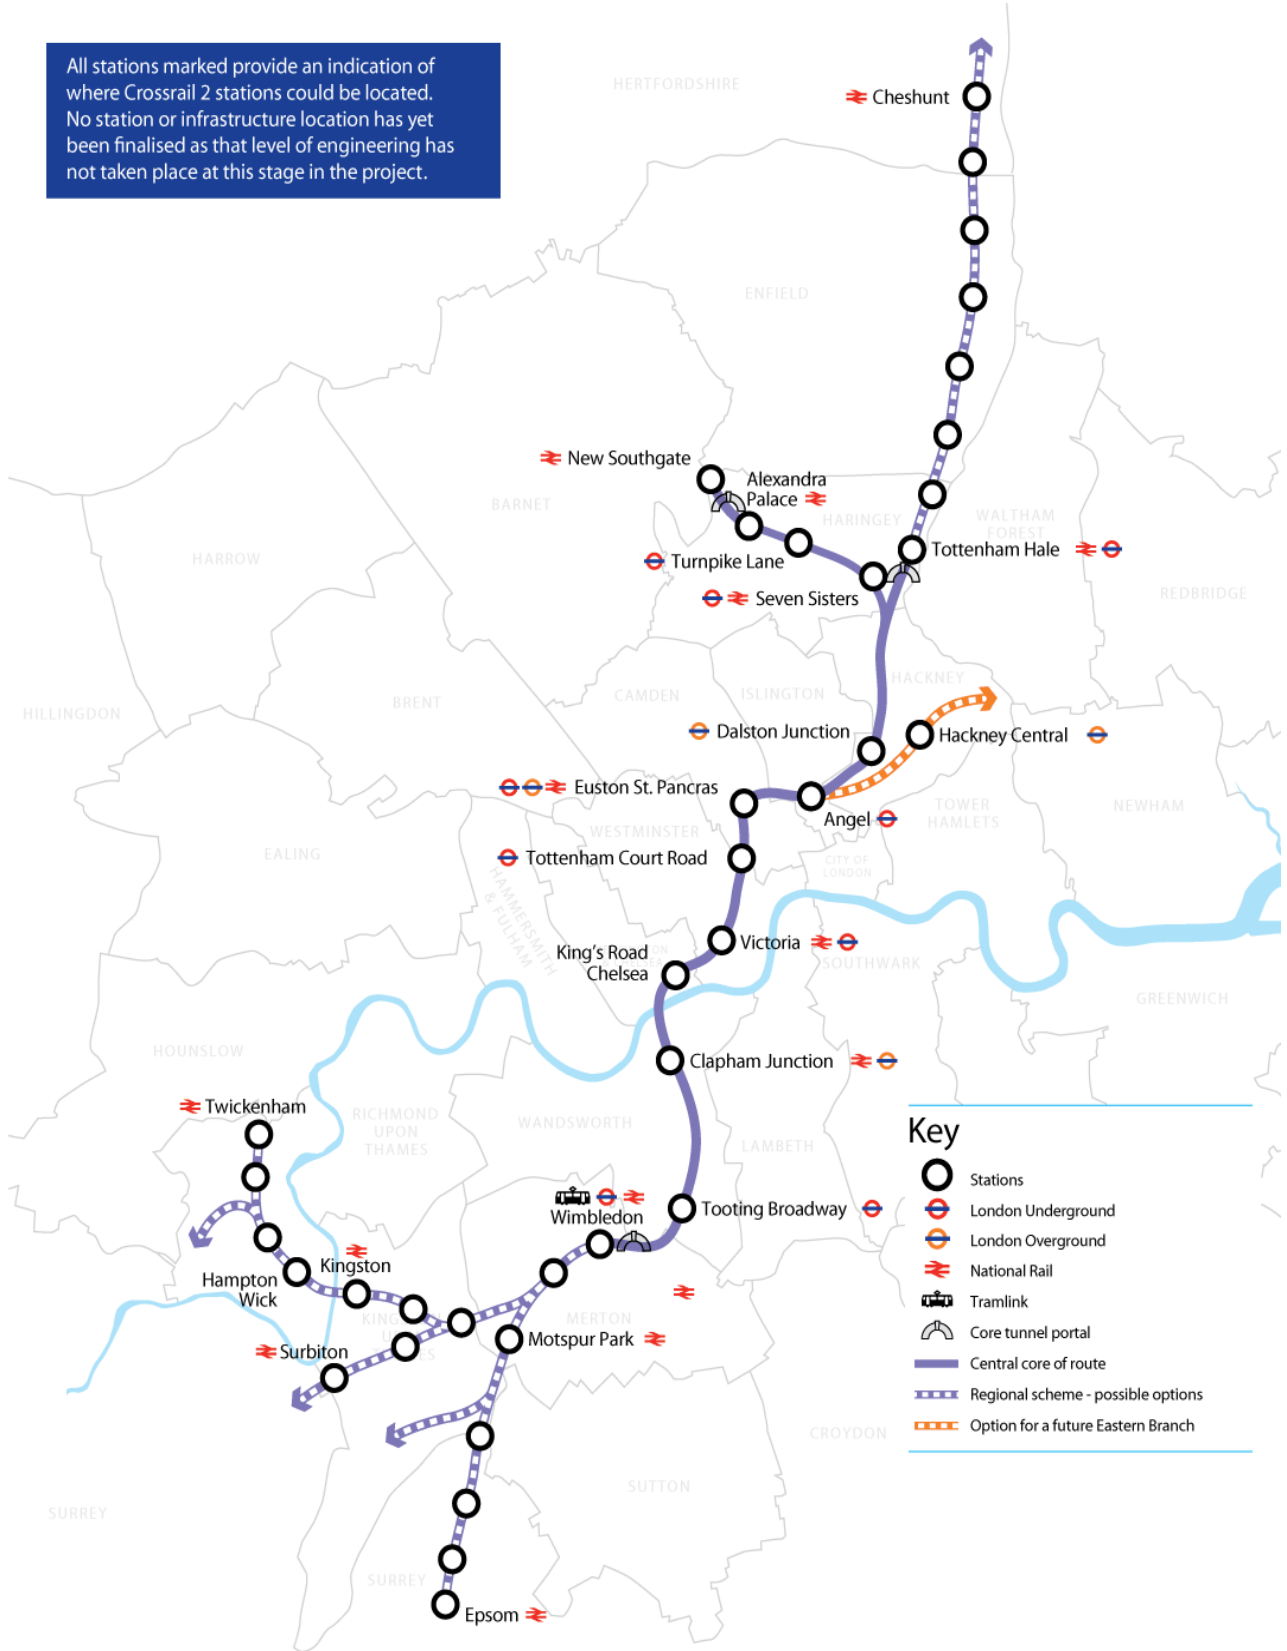 All stations marked provide an indication of
where Crossrail 2 stations could be located.
No station or infrastructure location has yet
been finalised as that level of engineering has
not taken place at this stage in the project.
HERTFORDSHIRE
Cheshunt
ENFIELD
New Southgate
Alexandra
Palace
BARNET
HARINGEY
WALTHAM
FOREST
HARROW
Turnpike Lane
Tottenham Hale
Seven Sisters
REDBRIDGE
HACKNEY
CAMDEN
ISLINGTON
BRENT
HILLINGDON
Dalston Junction
Hackney Central
Euston St. Pancras
Angel
TOWER
HAMLETS
NEWHAM
WESTMINSTER
EALING
Tottenham Court Road
CITY OF
LONDON
HAMMERSMITH
& FULHAM
Victoria
King's Road
Chelsea
SOUTHWARK
GREENWICH
HOUNSLOW
Clapham Junction
Twickenham
RICHMOND
UPON
THAMES
WANDSWORTH
LAMBETH
Wimbledon
Tooting Broadway
Kingston
Hampton
Wick
MERTON
Surbiton
Motspur Park
CROYDON
SUTTON
SURREY
SURREY
Epsom
Key
Stations
London Underground
London Overground
National Rail
Tramlink
Core tunnel portal
Central core of route
Regional scheme - possible options
Option for a future Eastern Branch